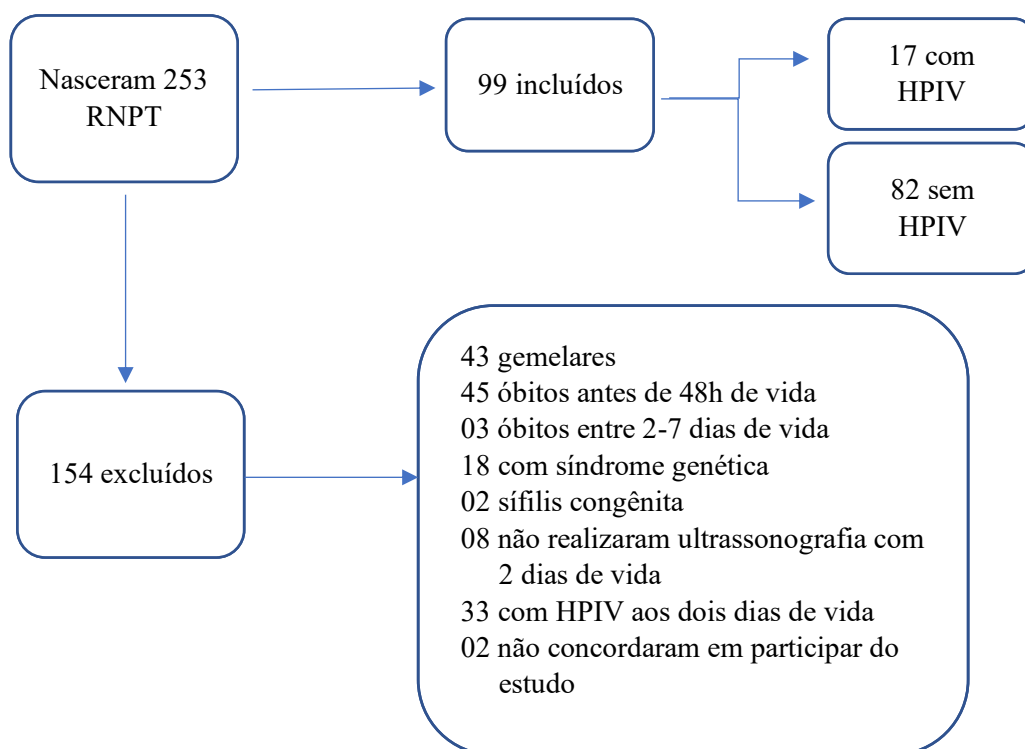 Nasceram 253
RNPT
99 incluídos
17 com
HPIV
82 sem
HPIV
154 excluídos
43 gemelares
45 óbitos antes de 48h de vida
03 óbitos entre 2-7 dias de vida
18 com síndrome genética
02 sífilis congênita
08 não realizaram ultrassonografia com
2 dias de vida
33 com HPIV aos dois dias de vida
02 não concordaram em participar do
estudo